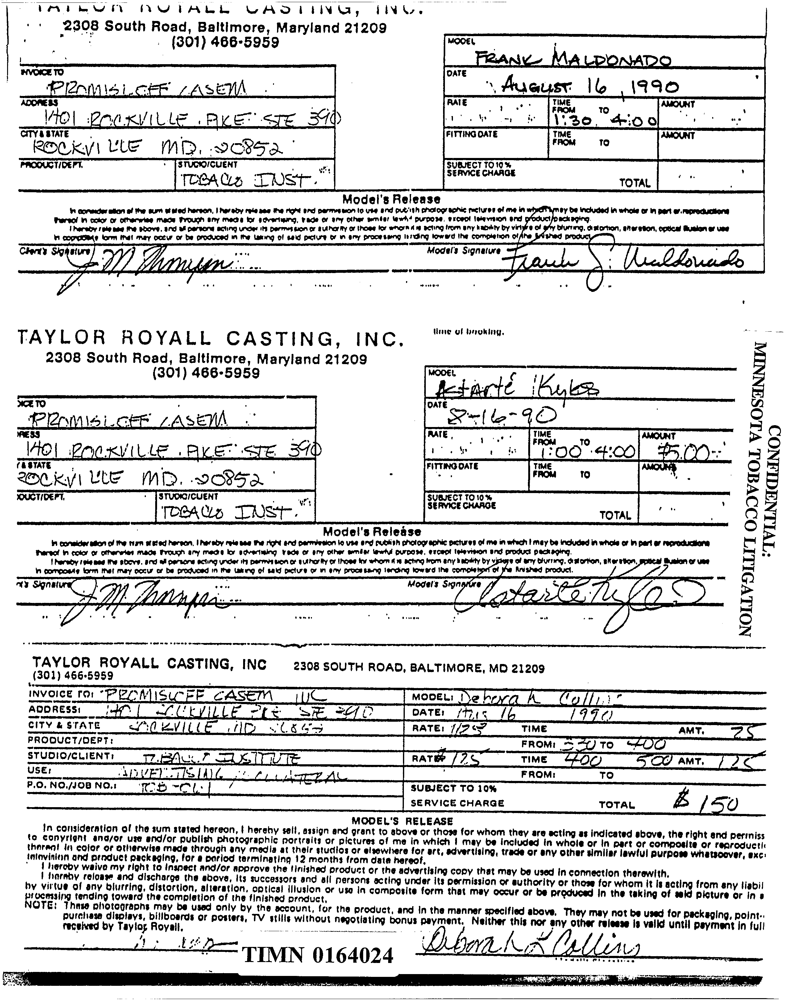 TAYLOR ROYALL CASTING, INC.
2308 South Road, Baltimore, Maryland 21209
(301) 466-5959
MODEL
FRANK MALDONADO
DATE
AUGUST 16, 1990
INVOICE TO
PROMISLOFF CASEM
ADDRESS
1401 ROCKVILLE PIKE STE 390
CITY & STATE
ROCKVILLE MD. 20852
PRODUCT/DEPT.
STUDIO/CLIENT
TOBACCO INST.
RATE
TIME FROM TO
1:30 4:00
AMOUNT
FITTING DATE
TIME FROM TO
AMOUNT
SUBJECT TO 10%
SERVICE CHARGE
TOTAL
Model's Release
In consideration of the sum stated hereon, I hereby release the right and permission to use and publish photographic pictures of me in which I may be included in whole or in part or reproductions
thereof in color or otherwise made through any media for advertising, trade or any other similar lawful purpose, except television and product packaging.
I hereby release the above, and all persons acting under its permission or authority or those for whom it is acting from any liability by virtue of any blurring, distortion, alteration, optical illusion or use
in composite form that may occur or be produced in the taking of said picture or in any processing tending toward the completion of the finished product.
Client's Signature J M Thompson
Model's Signature Frank J. Maldonado
time of booking.
TAYLOR ROYALL CASTING, INC.
2308 South Road, Baltimore, Maryland 21209
(301) 466-5959
MODEL
Astarté Kyles
DATE
8-16-90
ICE TO
PROMISLOFF CASEM
RESS
1401 ROCKVILLE PIKE STE 390
Y & STATE
ROCKVILLE MD. 20852
DUCT/DEPT.
STUDIO/CLIENT
TOBACCO INST.
RATE
TIME FROM TO
1:00 4:00
AMOUNT
75.00
FITTING DATE
TIME FROM TO
AMOUNT
SUBJECT TO 10%
SERVICE CHARGE
TOTAL
Model's Release
In consideration of the sum stated hereon, I hereby release the right and permission to use and publish photographic pictures of me in which I may be included in whole or in part or reproductions
thereof in color or otherwise made through any media for advertising trade or any other similar lawful purpose, except television and product packaging.
I hereby release the above, and all persons acting under its permission or authority or those for whom it is acting from any liability by virtue of any blurring, distortion, alteration, optical illusion or use
in composite form that may occur or be produced in the taking of said picture or in any processing tending toward the completion of the finished product.
nt's Signature J M Thompson
Model's Signature Astarté Kyles
CONFIDENTIAL:
MINNESOTA TOBACCO LITIGATION
TAYLOR ROYALL CASTING, INC 2308 SOUTH ROAD, BALTIMORE, MD 21209
(301) 466-5959
INVOICE TO: PROMISLOFF CASEM INC
ADDRESS: 1401 ROCKVILLE PKE STE 390
CITY & STATE ROCKVILLE, MD 20852
PRODUCT/DEPT:
STUDIO/CLIENT: TOBACCO INSTITUTE
USE: ADVERTISING COLLATERAL
P.O. NO./JOB NO.:
MODEL: Deborah Collins
DATE: Aug 16 1990
RATE: 125 TIME AMT. 25
FROM: 330 TO 400
RATE 125 TIME 400 500 AMT. 125
FROM: TO
SUBJECT TO 10%
SERVICE CHARGE TOTAL $ 150
MODEL'S RELEASE
In consideration of the sum stated hereon, I hereby sell, assign and grant to above or those for whom they are acting as indicated above, the right and permiss
to copyright and/or use and/or publish photographic portraits or pictures of me in which I may be included in whole or in part or composite or reproducti
thereof in color or otherwise made through any media at their studios or elsewhere for art, advertising, trade or any other similar lawful purpose whatsoever, exc
television and product packaging, for a period terminating 12 months from date hereof.
I hereby waive my right to inspect and/or approve the finished product or the advertising copy that may be used in connection therewith.
I hereby release and discharge the above, its successors and all persons acting under its permission or authority or those for whom it is acting from any liabil
by virtue of any blurring, distortion, alteration, optical illusion or use in composite form that may occur or be produced in the taking of said picture or in a
processing tending toward the completion of the finished product.
NOTE: These photographs may be used only by the account, for the product, and in the manner specified above. They may not be used for packaging, point-
purchase displays, billboards or posters, TV stills without negotiating bonus payment. Neither this nor any other release is valid until payment in full
received by Taylor Royall.
Deborah L Collins
TIMN 0164024